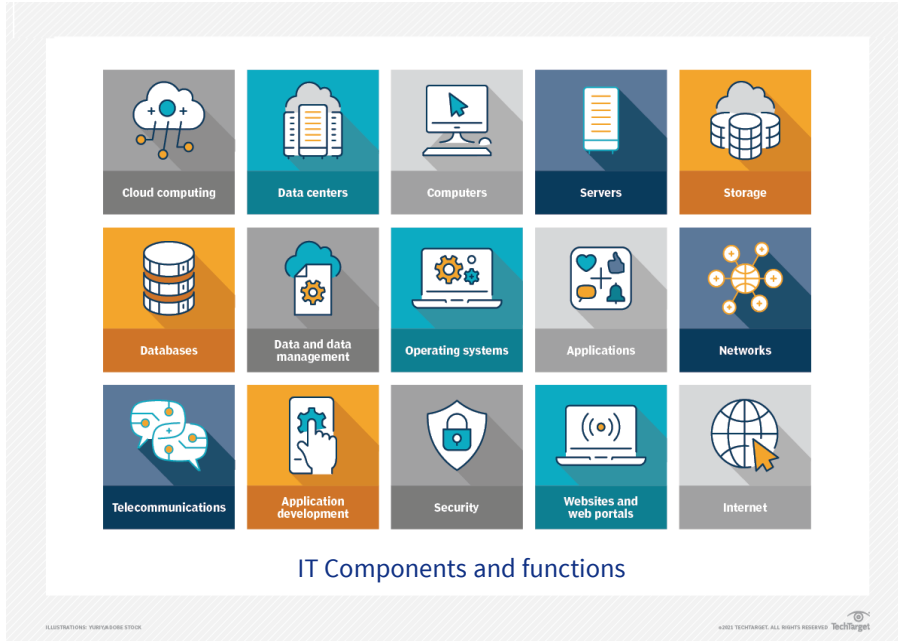 Cloud computing
Data centers
Computers
Servers
Storage
Databases
Data and data
management
Operating systems
Applications
Networks
Telecommunications
Application
development
Security
Websites and
web portals
Internet
IT Components and functions
ILLUSTRATIONS: YURIY/ADOBE STOCK
©2021 TECHTARGET. ALL RIGHTS RESERVED TechTarget